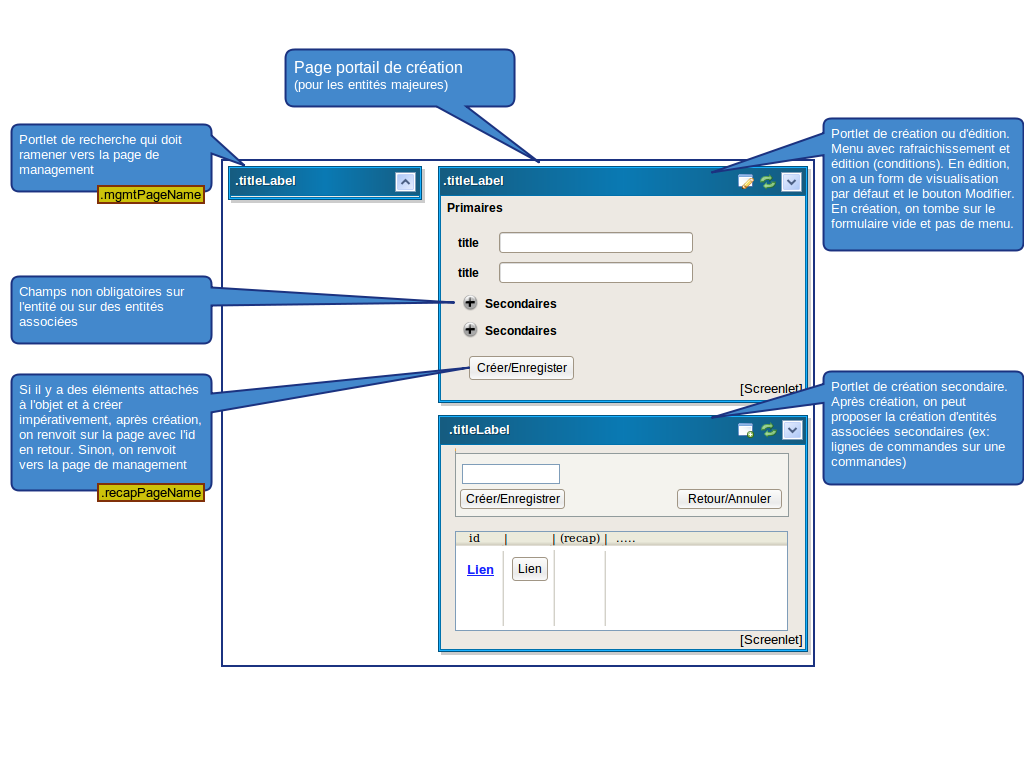 Page portail de création
(pour les entités majeures)
Portlet de recherche qui doit
ramener vers la page de
management
.mgmtPageName
Portlet de création ou d'édition.
Menu avec rafraichissement et
édition (conditions). En édition,
on a un form de visualisation
par défaut et le bouton Modifier.
En création, on tombe sur le
formulaire vide et pas de menu.
.titleLabel
.titleLabel
Primaires
title
title
Secondaires
Secondaires
Créer/Enregister
[Screenlet]
Champs non obligatoires sur
l'entité ou sur des entités
associées
Si il y a des éléments attachés
à l'objet et à créer
impérativement, après création,
on renvoit sur la page avec l'id
en retour. Sinon, on renvoit
vers la page de management
.recapPageName
Portlet de création secondaire.
Après création, on peut
proposer la création d'entités
associées secondaires (ex:
lignes de commandes sur une
commandes)
.titleLabel
Créer/Enregistrer Retour/Annuler
id | | (recap) | .....
Lien Lien
[Screenlet]